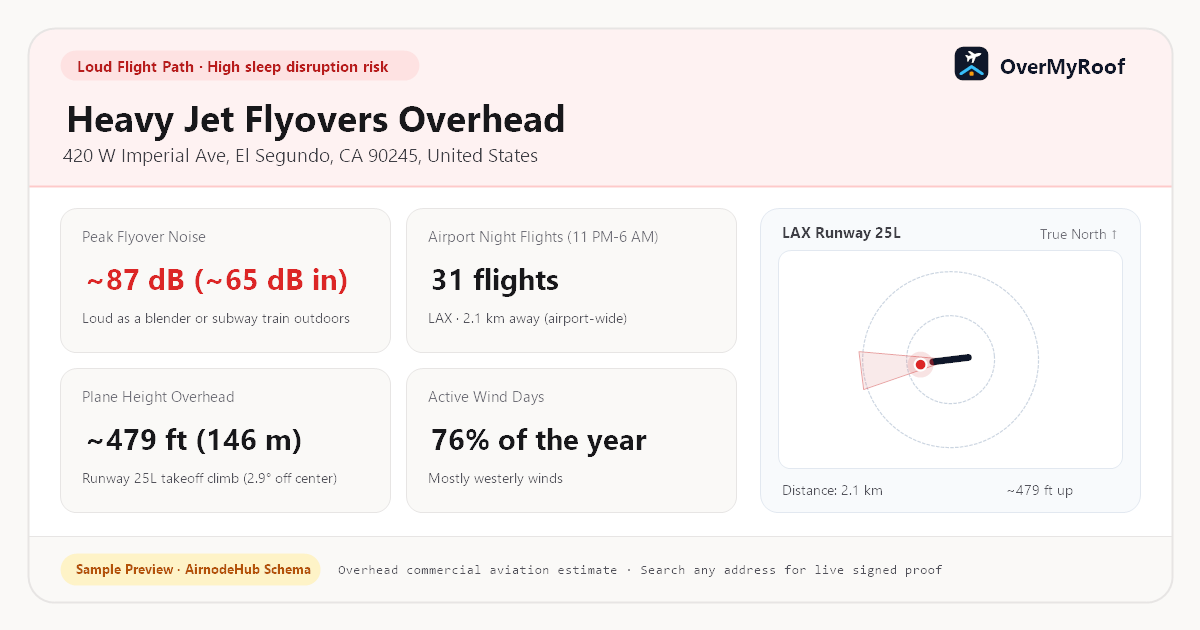 Loud Flight Path · High sleep disruption risk
OverMyRoof
Heavy Jet Flyovers Overhead
420 W Imperial Ave, El Segundo, CA 90245, United States
Peak Flyover Noise
~87 dB (~65 dB in)
Loud as a blender or subway train outdoors
Airport Night Flights (11 PM-6 AM)
31 flights
LAX · 2.1 km away (airport-wide)
Plane Height Overhead
~479 ft (146 m)
Runway 25L takeoff climb (2.9° off center)
Active Wind Days
76% of the year
Mostly westerly winds
LAX Runway 25L
True North ↑
Distance: 2.1 km
~479 ft up
Sample Preview · AirnodeHub Schema
Overhead commercial aviation estimate · Search any address for live signed proof